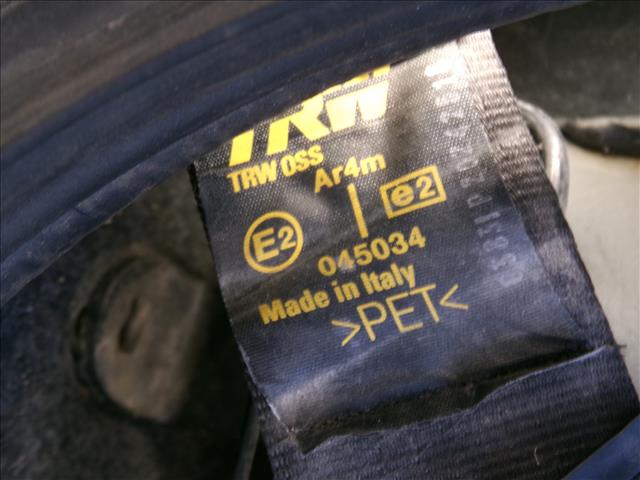 TRW
TRW OSS
Ar4m
E2 e2
045034
Made in Italy
>PET<